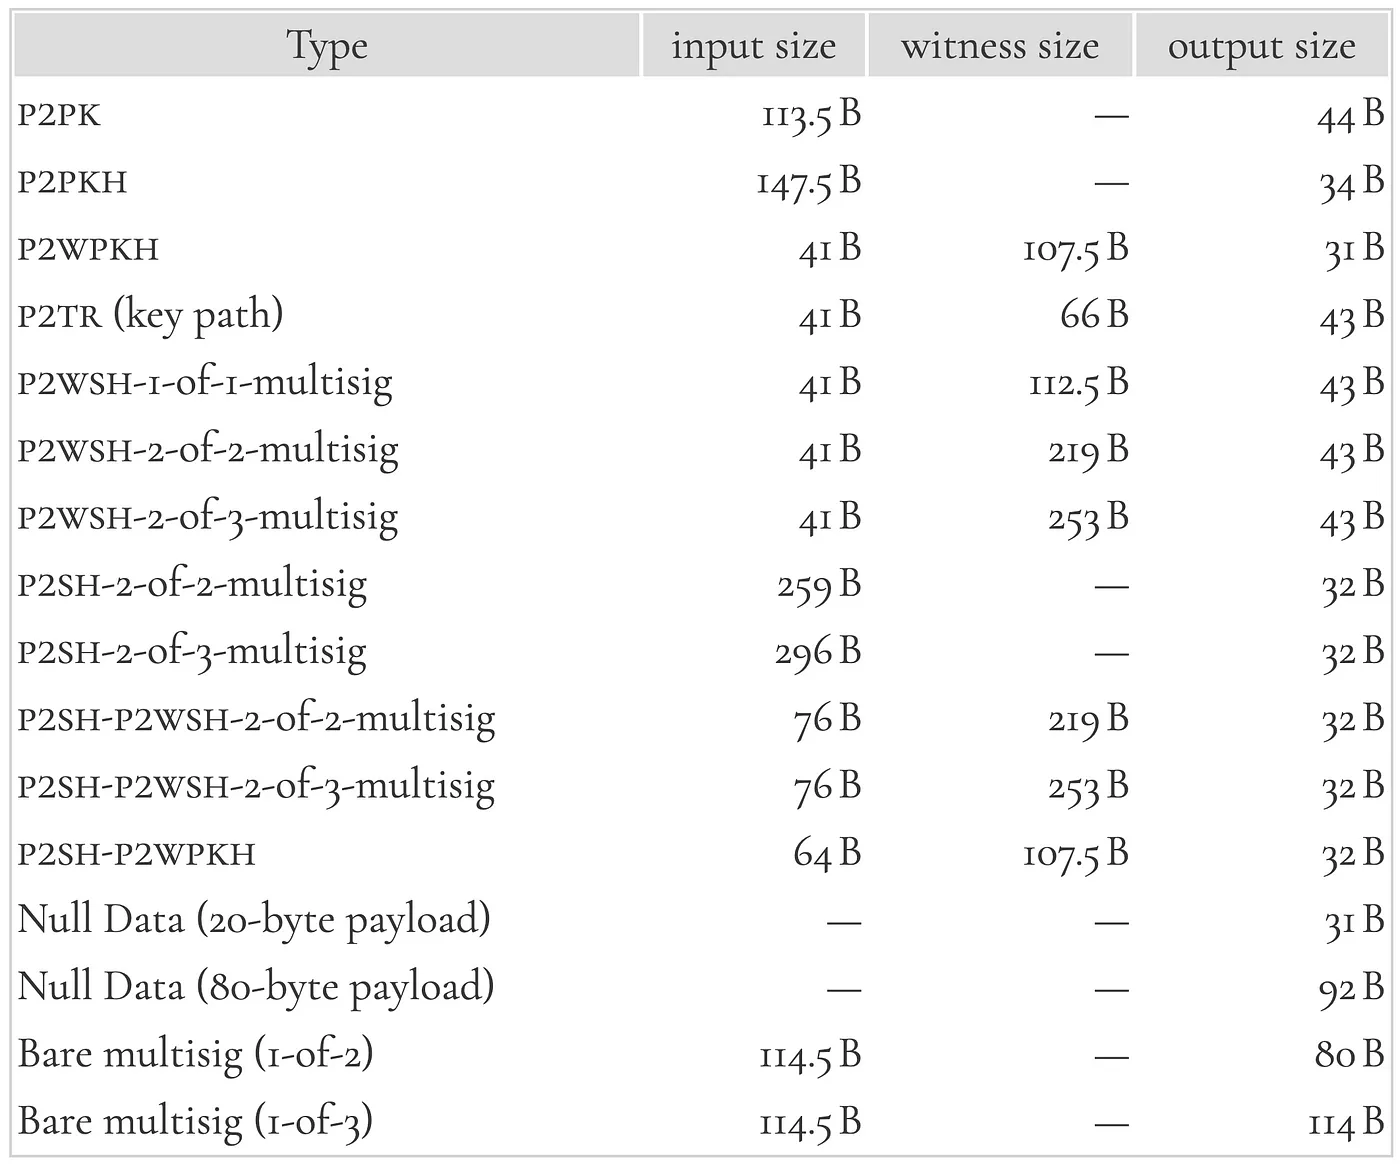 Type input size witness size output size
P2PK 113.5 B — 44 B
P2PKH 147.5 B — 34 B
P2WPKH 41 B 107.5 B 31 B
P2TR (key path) 41 B 66 B 43 B
P2WSH-1-of-1-multisig 41 B 112.5 B 43 B
P2WSH-2-of-2-multisig 41 B 219 B 43 B
P2WSH-2-of-3-multisig 41 B 253 B 43 B
P2SH-2-of-2-multisig 259 B — 32 B
P2SH-2-of-3-multisig 296 B — 32 B
P2SH-P2WSH-2-of-2-multisig 76 B 219 B 32 B
P2SH-P2WSH-2-of-3-multisig 76 B 253 B 32 B
P2SH-P2WPKH 64 B 107.5 B 32 B
Null Data (20-byte payload) — — 31 B
Null Data (80-byte payload) — — 92 B
Bare multisig (1-of-2) 114.5 B — 80 B
Bare multisig (1-of-3) 114.5 B — 114 B